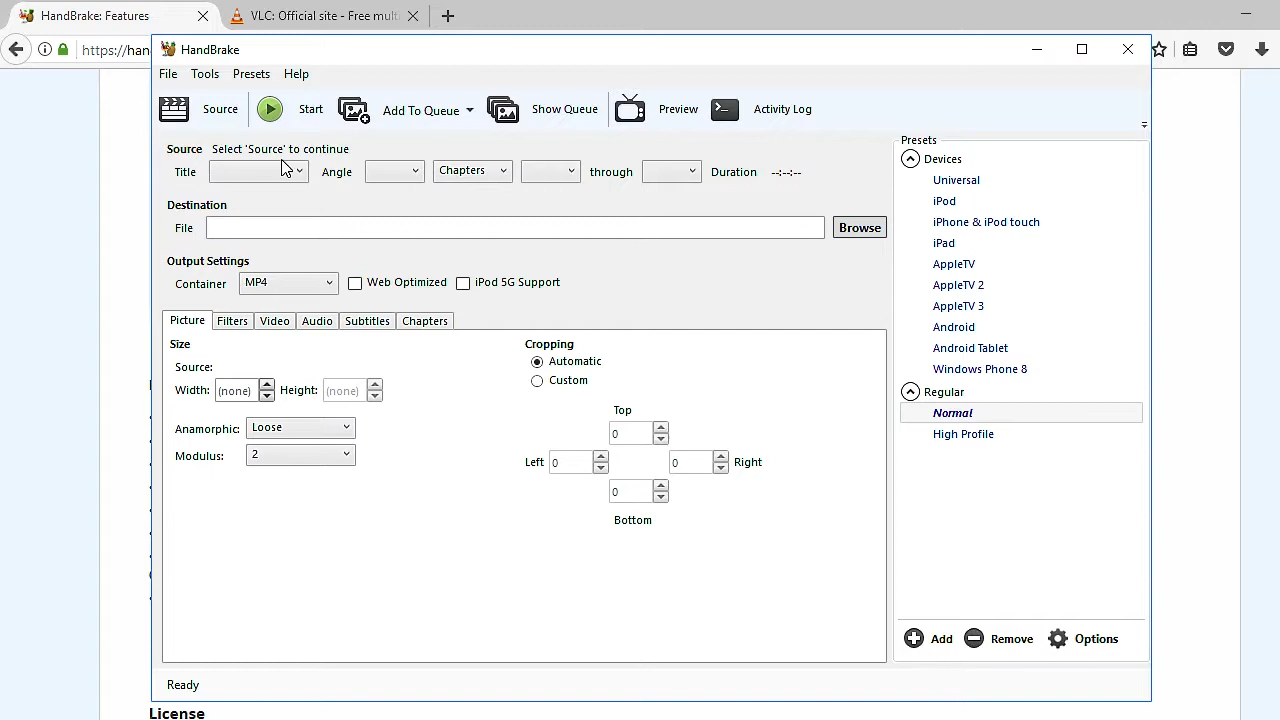 HandBrake: Features
VLC: Official site - Free mult
https://han
HandBrake
File Tools Presets Help
Source Start Add To Queue Show Queue Preview Activity Log
Source Select 'Source' to continue
Title Angle Chapters through Duration --:--:--
Destination
File Browse
Output Settings
Container MP4 Web Optimized iPod 5G Support
Picture Filters Video Audio Subtitles Chapters
Size
Source:
Width: (none) Height: (none)
Anamorphic: Loose
Modulus: 2
Cropping
Automatic
Custom
Top
0
Left 0 0 Right
0
Bottom
Presets
Devices
Universal
iPod
iPhone & iPod touch
iPad
AppleTV
AppleTV 2
AppleTV 3
Android
Android Tablet
Windows Phone 8
Regular
Normal
High Profile
Add Remove Options
Ready
License